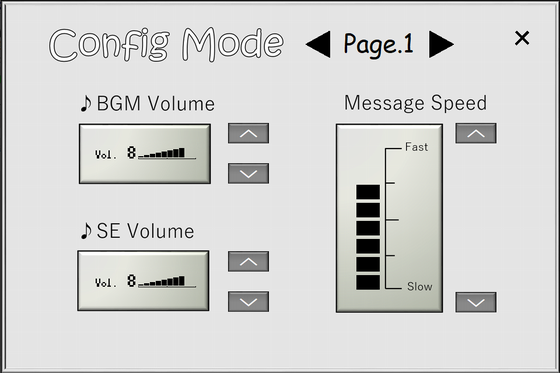 Config Mode
Page.1
♪BGM Volume
Vol. 8
♪SE Volume
Vol. 8
Message Speed
Fast
Slow